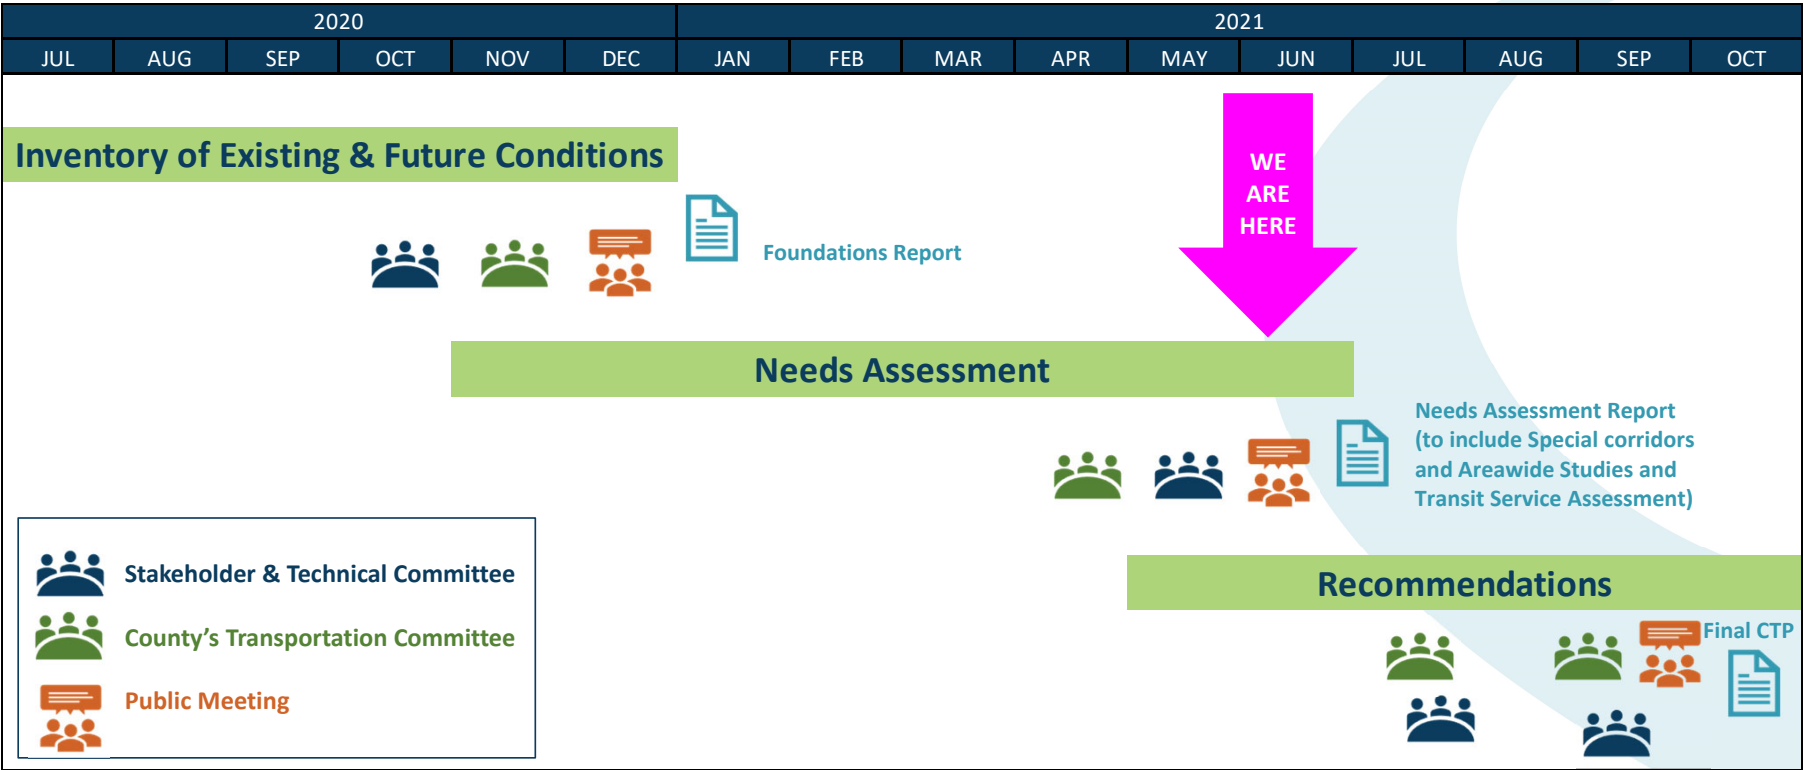 2020 2021
JUL AUG SEP OCT NOV DEC JAN FEB MAR APR MAY JUN JUL AUG SEP OCT
WE
ARE
HERE
Inventory of Existing & Future Conditions
Foundations Report
Needs Assessment
Needs Assessment Report
(to include Special corridors
and Areawide Studies and
Transit Service Assessment)
Recommendations
Final CTP
Stakeholder & Technical Committee
County’s Transportation Committee
Public Meeting